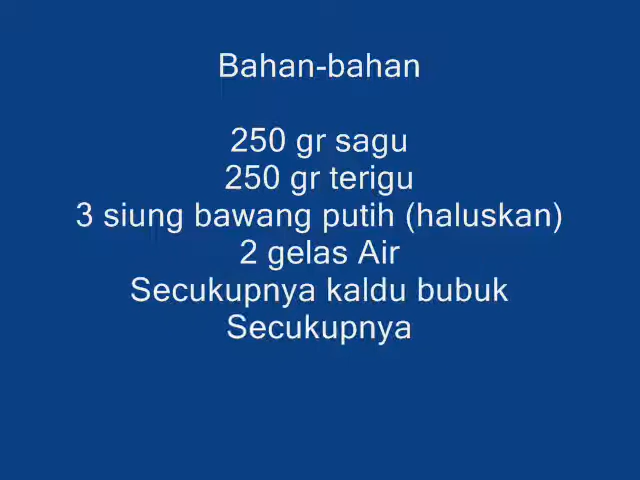 Bahan-bahan
250 gr sagu
250 gr terigu
3 siung bawang putih (haluskan)
2 gelas Air
Secukupnya kaldu bubuk
Secukupnya